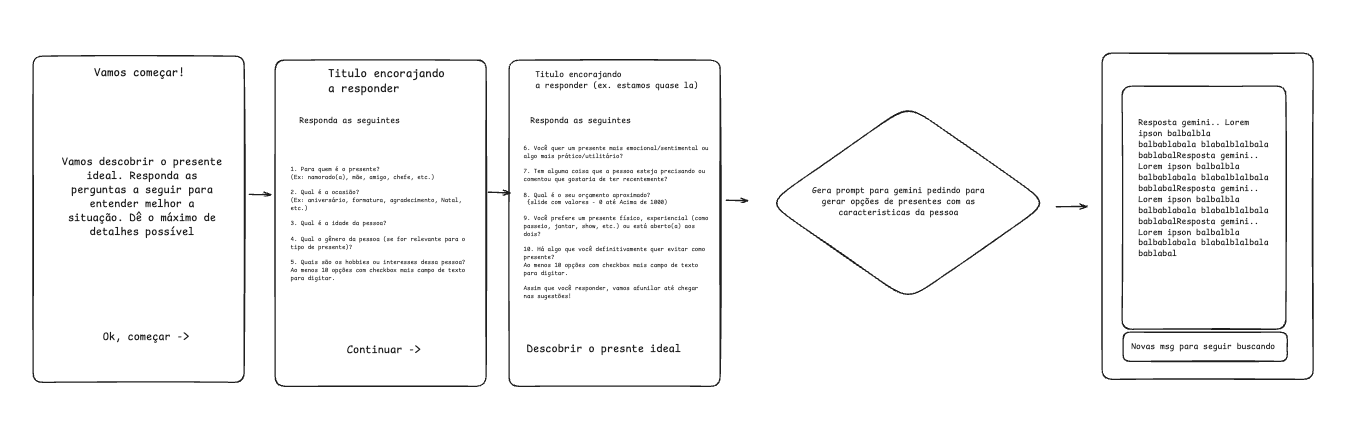 Vamos começar!
Vamos descobrir o presente
ideal. Responda as
perguntas a seguir para
entender melhor a
situação. Dê o máximo de
detalhes possível
Ok, começar ->
Titulo encorajando
a responder
Responda as seguintes
1. Para quem é o presente?
(Ex: namorado(a), mãe, amigo, chefe, etc.)
2. Qual é a ocasião?
(Ex: aniversário, formatura, agradecimento, Natal,
etc.)
3. Qual é a idade da pessoa?
4. Qual o gênero da pessoa (se for relevante para o
tipo de presente)?
5. Quais são os hobbies ou interesses dessa pessoa?
Ao menos 10 opções com checkbox mais campo de texto
para digitar.
Continuar ->
Titulo encorajando
a responder (ex. estamos quase la)
Responda as seguintes
6. Você quer um presente mais emocional/sentimental ou
algo mais prático/utilitário?
7. Tem alguma coisa que a pessoa esteja precisando ou
comentou que gostaria de ter recentemente?
8. Qual é o seu orçamento aproximado?
(slide com valores - 0 até Acima de 1000)
9. Você prefere um presente físico, experiencial (como
passeio, jantar, show, etc.) ou está aberto(a) aos
dois?
10. Há algo que você definitivamente quer evitar como
presente?
Ao menos 10 opções com checkbox mais campo de texto
para digitar.
Assim que você responder, vamos afunilar até chegar
nas sugestões!
Descobrir o presnte ideal
Gera prompt para gemini pedindo para
gerar opções de presentes com as
caracteristicas da pessoa
Resposta gemini.. Lorem
ipson balbalbla
balbablabala blabalblalbala
bablabalResposta gemini..
Lorem ipson balbalbla
balbablabala blabalblalbala
bablabalResposta gemini..
Lorem ipson balbalbla
balbablabala blabalblalbala
bablabalResposta gemini..
Lorem ipson balbalbla
balbablabala blabalblalbala
bablabal
Novas msg para seguir buscando